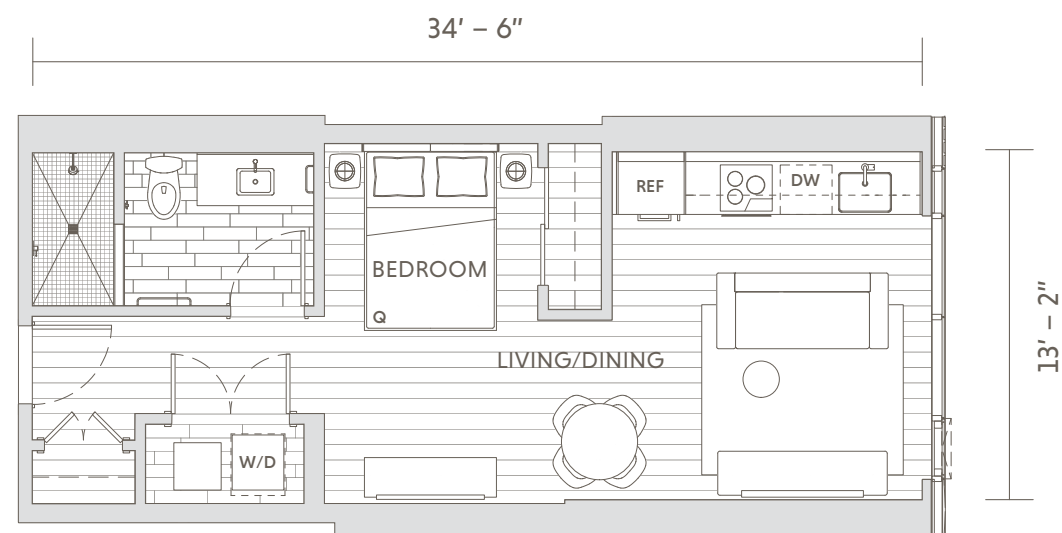 34' – 6"
REF
DW
BEDROOM
Q
13' – 2"
LIVING/DINING
W/D